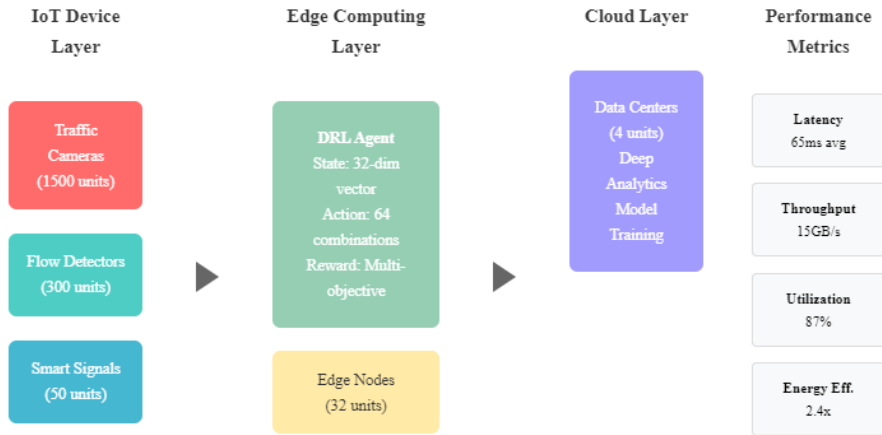 IoT Device
Layer
Traffic
Cameras
(1500 units)
Flow Detectors
(300 units)
Smart Signals
(50 units)
Edge Computing
Layer
DRL Agent
State: 32-dim
vector
Action: 64
combinations
Reward: Multi-
objective
Edge Nodes
(32 units)
Cloud Layer
Data Centers
(4 units)
Deep
Analytics
Model
Training
Performance
Metrics
Latency
65ms avg
Throughput
15GB/s
Utilization
87%
Energy Eff.
2.4x